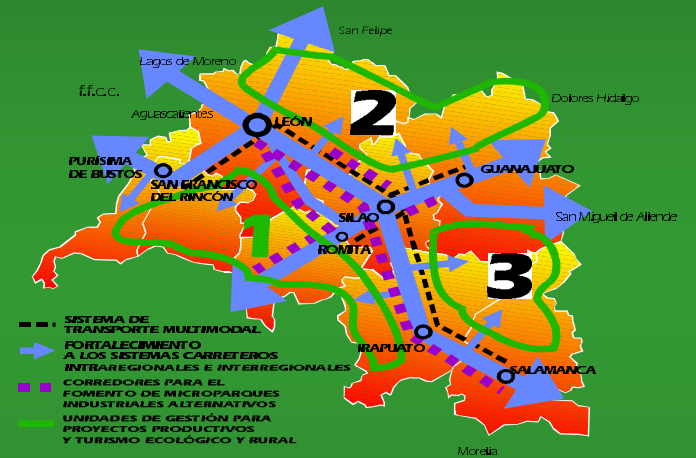 San Felipe
Lagos de Moreno
f.f.c.c.
Dolores Hidalgo
Aguascalientes
LEÓN
2
PURÍSIMA
DE BUSTOS
GUANAJUATO
SAN FRANCISCO
DEL RINCÓN
SILAO
San Miguel de Allende
1
ROMITA
3
IRAPUATO
SALAMANCA
Morelia
SISTEMA DE
TRANSPORTE MULTIMODAL
FORTALECIMIENTO
A LOS SISTEMAS CARRETEROS
INTRAREGIONALES E INTERREGIONALES
CORREDORES PARA EL
FOMENTO DE MICROPARQUES
INDUSTRIALES ALTERNATIVOS
UNIDADES DE GESTIÓN PARA
PROYECTOS PRODUCTIVOS
Y TURISMO ECOLÓGICO Y RURAL